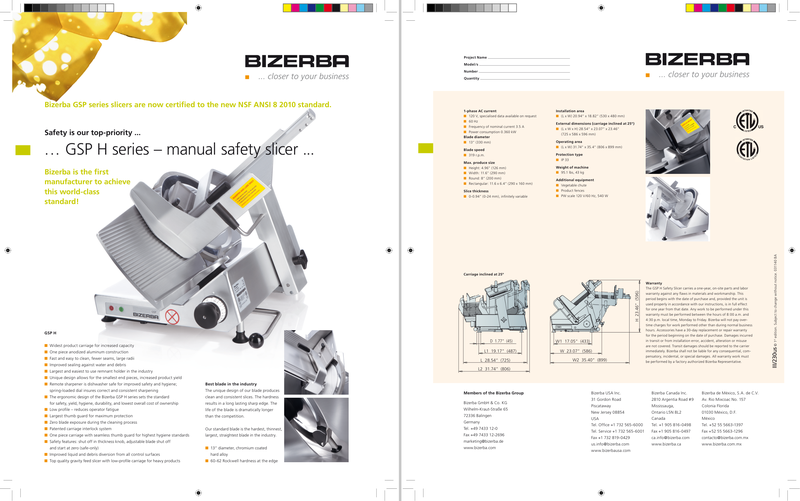 BIZERBA
... closer to your business
Bizerba GSP series slicers are now certified to the new NSF ANSI 8 2010 standard.
Safety is our top-priority ...
... GSP H series – manual safety slicer ...
Bizerba is the first
manufacturer to achieve
this world-class
standard!
BIZERBA
GSP H
Widest product carriage for increased capacity
One piece anodized aluminum construction
Fast and easy to clean, fewer seams, large radii
Improved sealing against water and debris
Largest and easiest to use remnant holder in the industry
Unique design allows for the smallest end pieces, increased product yield
Remote sharpener is dishwasher safe for improved safety and hygiene;
spring-loaded dial insures correct and consistent sharpening
The ergonomic design of the Bizerba GSP H series sets the standard
for safety, yield, hygiene, durability, and lowest overall cost of ownership
Low profile – reduces operator fatigue
Largest thumb guard for maximum protection
Zero blade exposure during the cleaning process
Patented carriage interlock system
One piece carriage with seamless thumb guard for highest hygiene standards
Safety features: shut off in thickness knob, adjustable blade shut off
and start at zero (safe-only)
Improved liquid and debris diversion from all control surfaces
Top quality gravity feed slicer with low-profile carriage for heavy products
Best blade in the industry
The unique design of our blade produces
clean and consistent slices. The hardness
results in a long lasting sharp edge. The
life of the blade is dramatically longer
than the competition.
Our standard blade is the hardest, thinnest,
largest, straightest blade in the industry.
13" diameter, chromium coated
hard alloy
60-62 Rockwell hardness at the edge
Project Name
Model/s
Number
Quantity
BIZERBA
... closer to your business
1-phase AC current
120 V, specialized wire available on request
60 Hz
Frequency of nominal current 3.5 A
Power consumption 0.360 kW
Blade diameter
13" (330 mm)
Blade speed
310 r.p.m.
Max. produce size
Height: 4.96" (126 mm)
Width: 11.6" (295 mm)
Round: 8" (203 mm)
Rectangular: 11.6 x 6.4" (290 x 160 mm)
Slice thickness
0-0.94" (0-24 mm), infinitely variable
Installation area
(L x W) 20.94" x 18.82" (530 x 480 mm)
External dimensions (carriage inclined at 25°)
(L x W x H) 28.54" x 23.07" x 23.46"
(725 x 586 x 596 mm)
Operating area
(L x W) 31.74" x 35.4" (806 x 899 mm)
Protection type
IP 33
Weight of machine
95.1 lbs, 43 kg
Additional equipment
Vegetable chute
Product fences
PW-scale 120 V/60 Hz, 540 W
C
ETL
US
ETL
Carriage inclined at 25°
D 1.77" (45)
L1 19.17" (487)
L 28.54" (725)
L2 31.74" (806)
W1 17.05" (433)
W 23.07" (586)
W2 35.40" (899)
H 23.46" (596)
Warranty
The GSP H Safety Slicer carries a one-year, on-site parts and labor
warranty against any flaws in materials and workmanship. This
period begins with the date of purchase and, provided the unit is
used properly in accordance with our instructions, is in full effect
for one year from that date. Any work to be performed under this
warranty must be performed between the hours of 8:30 a.m. and
4:30 p.m. local time, Monday to Friday. Bizerba will not pay over-
time charges for work performed other than during normal business
hours. Accessories have a 30 day replacement or repair warranty
for the period beginning on the date of purchase. Damages incurred
in transit or from installation error, accident, alteration or misuse
are not covered. Transit damages should be reported to the carrier
immediately. Bizerba shall not be liable for any consequential, com-
pensatory, incidental, or special damages. All warranty work must
be performed by a factory authorized Bizerba Representative.
Members of the Bizerba Group
Bizerba GmbH & Co. KG
Wilhelm-Kraut-Straße 65
72336 Balingen
Germany
Tel. +49 7433 12-0
Fax +49 7433 12-2696
marketing@bizerba.de
www.bizerba.com
Bizerba USA Inc.
31 Gordon Road
Piscataway
New Jersey 08854
USA
Tel. Office +1 732 565-6000
Tel. Service +1 732 565-6001
Fax +1 732 819-0429
us.info@bizerba.com
www.bizerbausa.com
Bizerba Canada Inc.
2810 Argentia Road #9
Mississauga,
Ontario L5N 8L2
Canada
Tel. +1 905 816-0498
Fax +1 905 816-0497
ca.info@bizerba.com
www.bizerba.ca
Bizerba de México, S.A. de C.V.
Av. Rio Mixcoac No. 157
Colonia Florida
01030 México, D.F.
México
Tel. +52 55 5663-1397
Fax +52 55 5663-1296
contacto@bizerba.com.mx
www.bizerba.com.mx